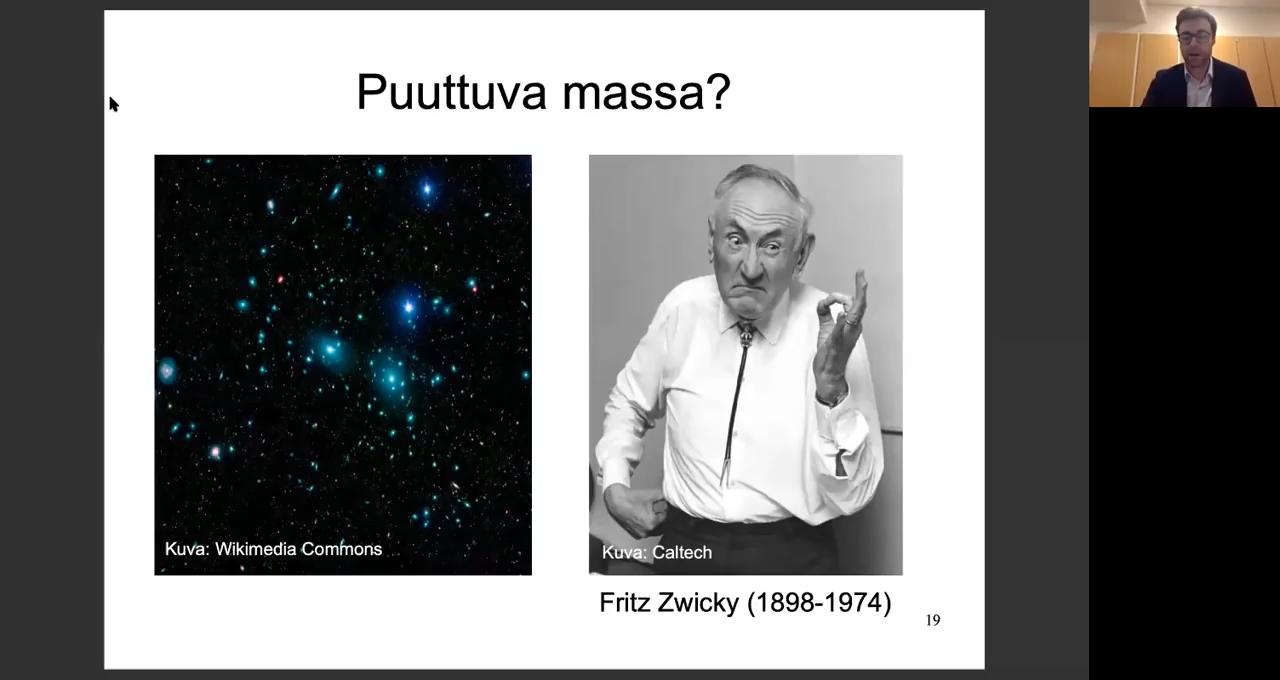 Puuttuva massa?
Kuva: Wikimedia Commons
Kuva: Caltech
Fritz Zwicky (1898-1974)
19